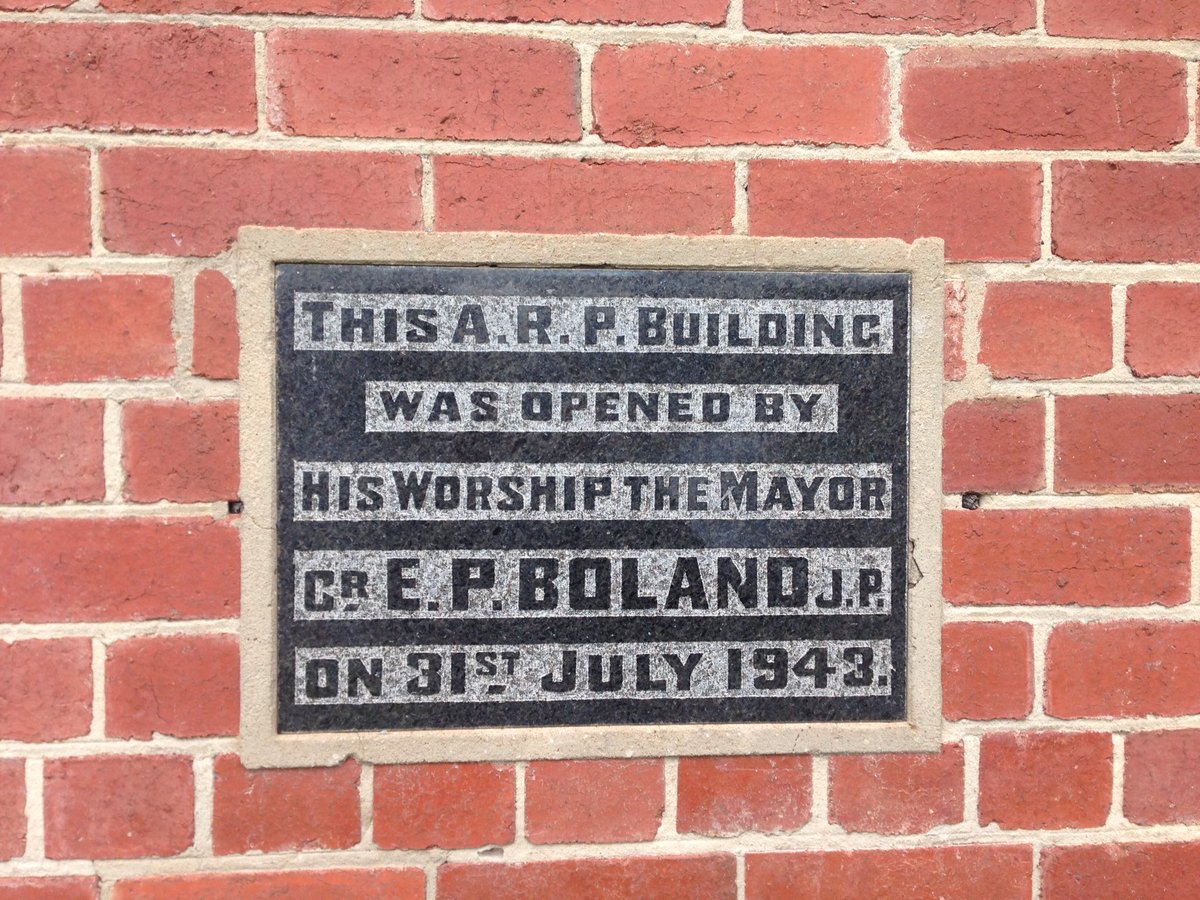 THIS A.R.P. BUILDING
WAS OPENED BY
HIS WORSHIP THE MAYOR
CR. E.P. BOLAND J.P.
ON 31ST JULY 1943.